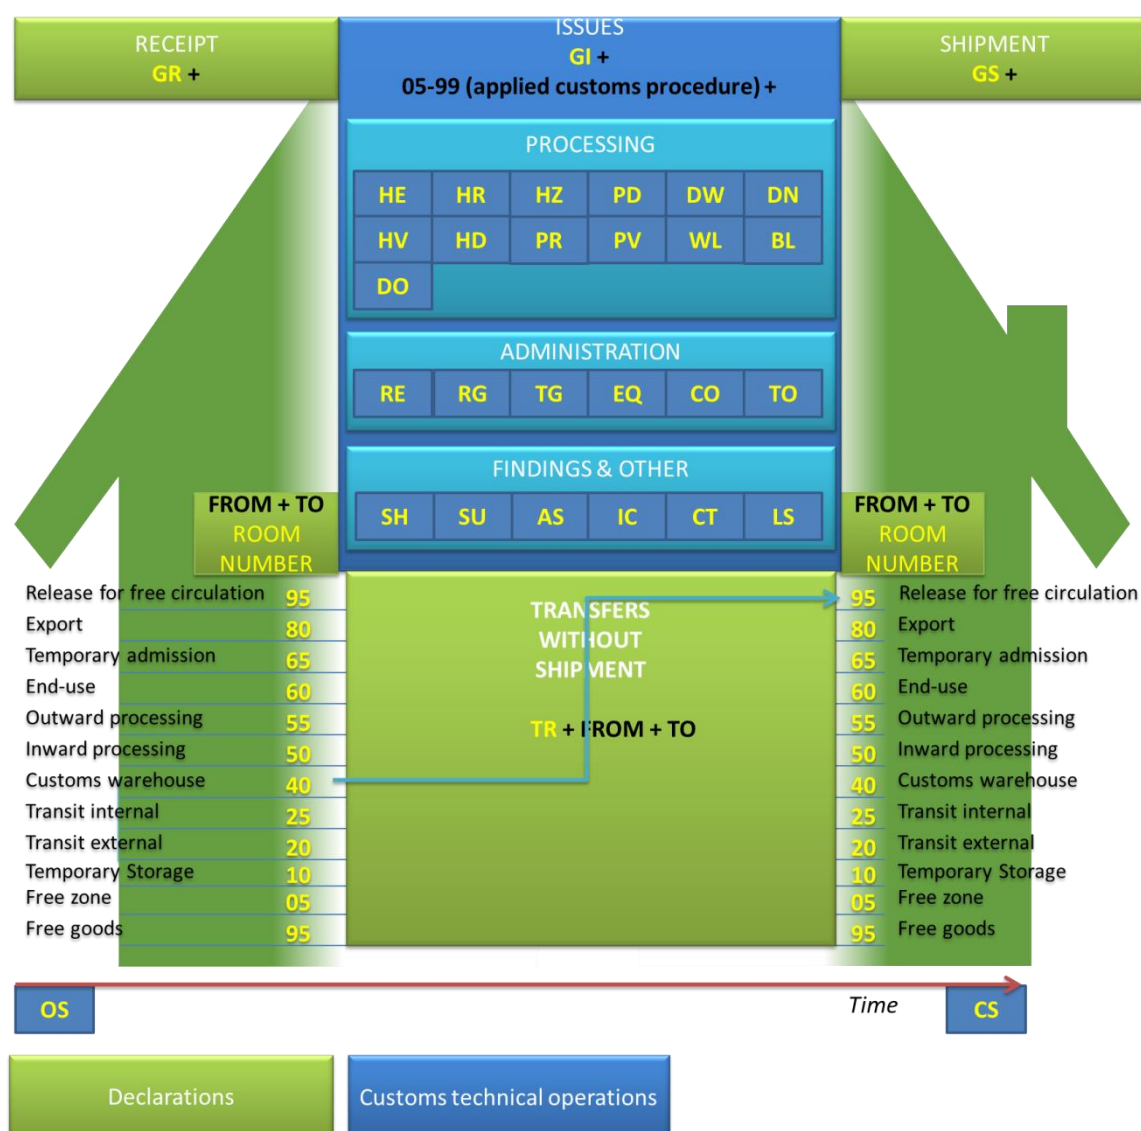 RECEIPT
GR +
ISSUES
GI +
05-99 (applied customs procedure) +
SHIPMENT
GS +
PROCESSING
HE HR HZ PD DW DN
HV HD PR PV WL BL
DO
ADMINISTRATION
RE RG TG EQ CO TO
FINDINGS & OTHER
SH SU AS IC CT LS
FROM + TO
ROOM
NUMBER
FROM + TO
ROOM
NUMBER
TRANSFERS
WITHOUT
SHIPMENT
TR + FROM + TO
Release for free circulation 95
Export 80
Temporary admission 65
End-use 60
Outward processing 55
Inward processing 50
Customs warehouse 40
Transit internal 25
Transit external 20
Temporary Storage 10
Free zone 05
Free goods 95
95 Release for free circulation
80 Export
65 Temporary admission
60 End-use
55 Outward processing
50 Inward processing
40 Customs warehouse
25 Transit internal
20 Transit external
10 Temporary Storage
05 Free zone
95 Free goods
OS
Time
CS
Declarations
Customs technical operations